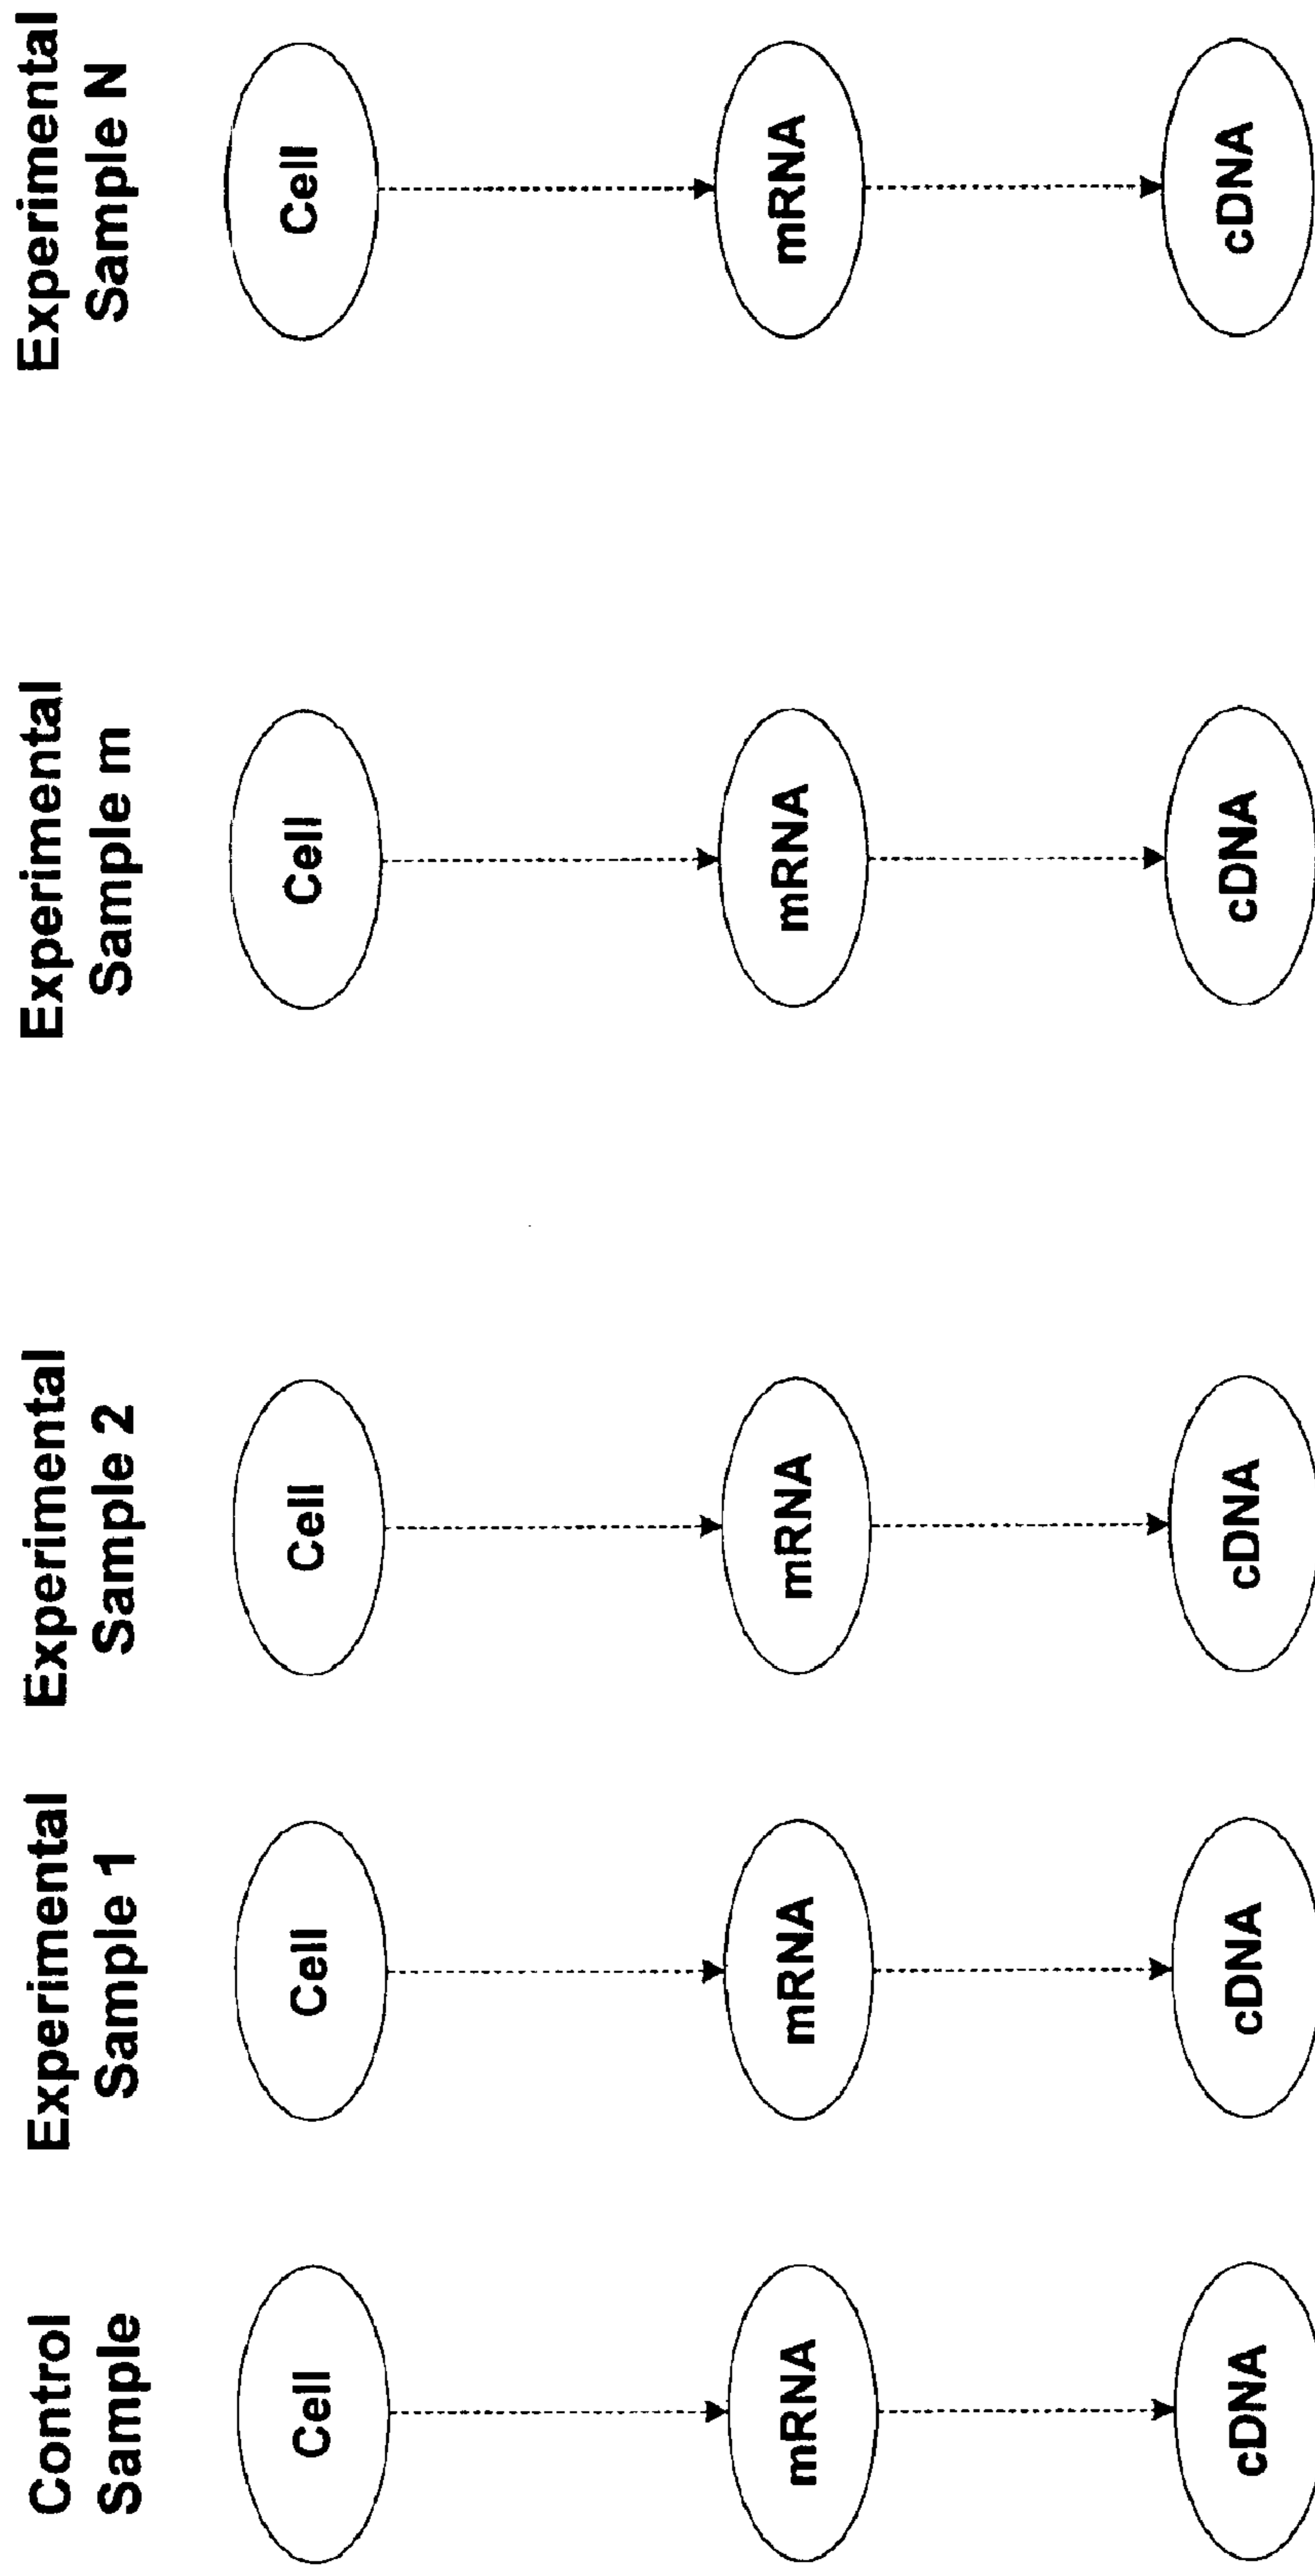 Control
Sample
Experimental
Sample 1
Experimental
Sample 2
Experimental
Sample m
Experimental
Sample N
Cell
Cell
Cell
Cell
Cell
mRNA
mRNA
mRNA
mRNA
mRNA
cDNA
cDNA
cDNA
cDNA
cDNA